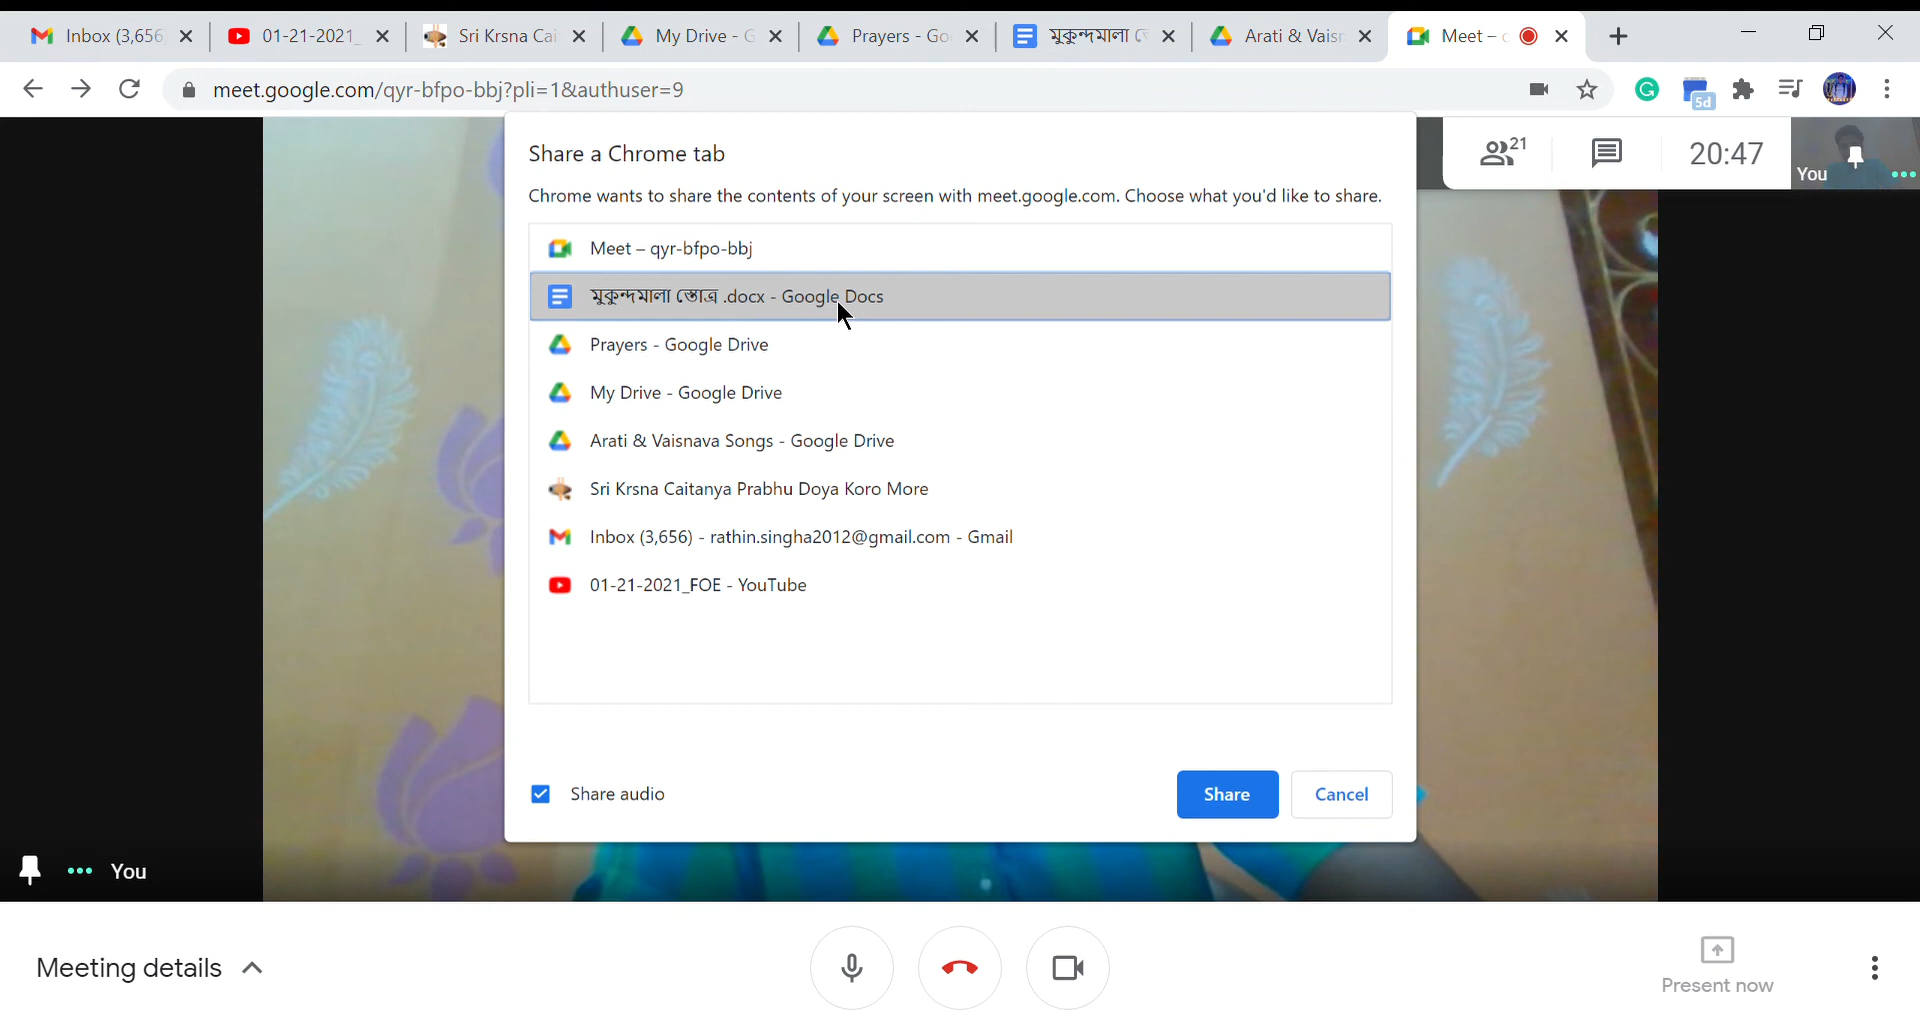 Inbox (3,656
01-21-2021_
Sri Krsna Cai
My Drive - G
Prayers - Go
মুকুন্দমালা স্তে
Arati & Vaisn
Meet – q
meet.google.com/qyr-bfpo-bbj?pli=1&authuser=9
5d
Share a Chrome tab
Chrome wants to share the contents of your screen with meet.google.com. Choose what you'd like to share.
Meet – qyr-bfpo-bbj
মুকুন্দমালা স্তোত্র .docx - Google Docs
Prayers - Google Drive
My Drive - Google Drive
Arati & Vaisnava Songs - Google Drive
Sri Krsna Caitanya Prabhu Doya Koro More
Inbox (3,656) - rathin.singha2012@gmail.com - Gmail
01-21-2021_FOE - YouTube
Share audio
Share
Cancel
21
20:47
You
You
Meeting details
Present now